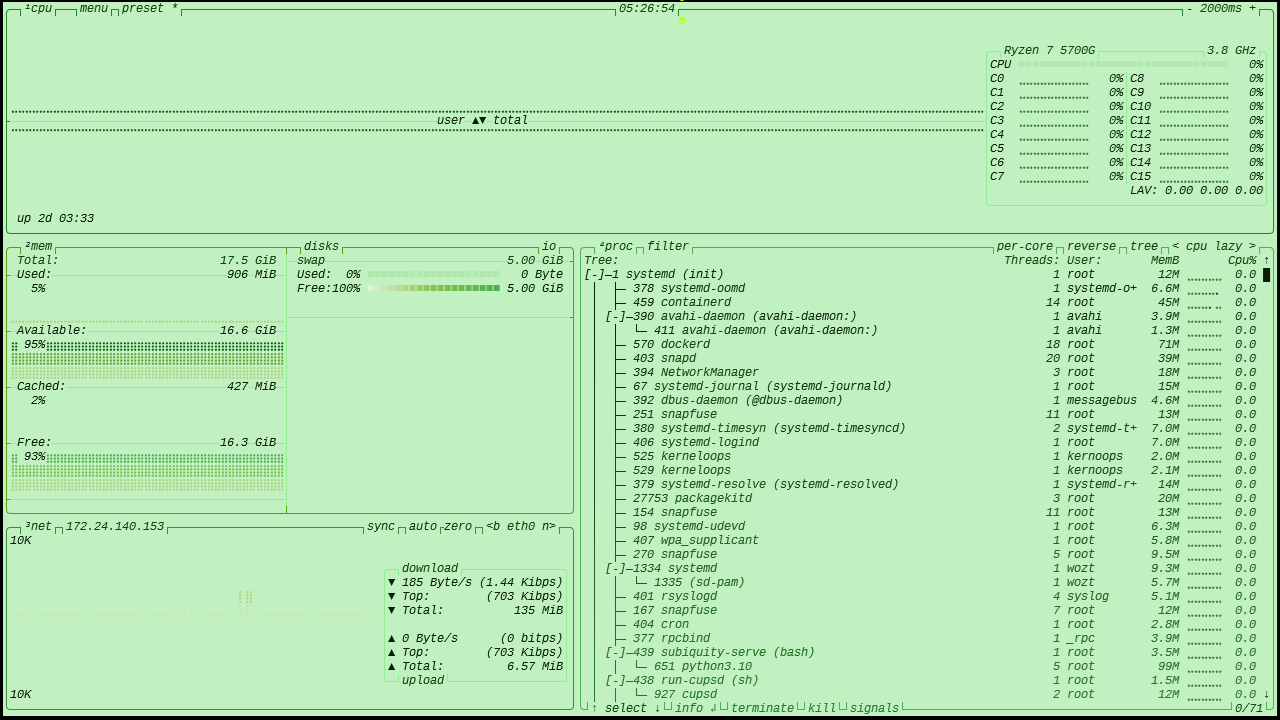 ¹cpu menu preset * 05:26:54 - 2000ms +
Ryzen 7 5700G 3.8 GHz
CPU 0%
C0 0% C8 0%
C1 0% C9 0%
C2 0% C10 0%
user ▲▼ total
C3 0% C11 0%
C4 0% C12 0%
C5 0% C13 0%
C6 0% C14 0%
C7 0% C15 0%
LAV: 0.00 0.00 0.00
up 2d 03:33
²mem disks io
Total: 17.5 GiB
Used: 906 MiB
5%
Available: 16.6 GiB
95%
Cached: 427 MiB
2%
Free: 16.3 GiB
93%
swap 5.00 GiB
Used: 0% 0 Byte
Free:100% 5.00 GiB
³net 172.24.140.153 sync auto zero <b eth0 n>
10K
download
▼ 185 Byte/s (1.44 Kibps)
▼ Top: (703 Kibps)
▼ Total: 135 MiB
▲ 0 Byte/s (0 bitps)
▲ Top: (703 Kibps)
▲ Total: 6.57 MiB
upload
10K
⁴proc filter per-core reverse tree < cpu lazy >
Tree: Threads: User: MemB Cpu% ↑
[-]─1 systemd (init) 1 root 12M 0.0
├─ 378 systemd-oomd 1 systemd-o+ 6.6M 0.0
├─ 459 containerd 14 root 45M 0.0
[-]─390 avahi-daemon (avahi-daemon:) 1 avahi 3.9M 0.0
└─ 411 avahi-daemon (avahi-daemon:) 1 avahi 1.3M 0.0
├─ 570 dockerd 18 root 71M 0.0
├─ 403 snapd 20 root 39M 0.0
├─ 394 NetworkManager 3 root 18M 0.0
├─ 67 systemd-journal (systemd-journald) 1 root 15M 0.0
├─ 392 dbus-daemon (@dbus-daemon) 1 messagebus 4.6M 0.0
├─ 251 snapfuse 11 root 13M 0.0
├─ 380 systemd-timesyn (systemd-timesyncd) 2 systemd-t+ 7.0M 0.0
├─ 406 systemd-logind 1 root 7.0M 0.0
├─ 525 kerneloops 1 kernoops 2.0M 0.0
├─ 529 kerneloops 1 kernoops 2.1M 0.0
├─ 379 systemd-resolve (systemd-resolved) 1 systemd-r+ 14M 0.0
├─ 27753 packagekitd 3 root 20M 0.0
├─ 154 snapfuse 11 root 13M 0.0
├─ 98 systemd-udevd 1 root 6.3M 0.0
├─ 407 wpa_supplicant 1 root 5.8M 0.0
├─ 270 snapfuse 5 root 9.5M 0.0
[-]─1334 systemd 1 wozt 9.3M 0.0
└─ 1335 (sd-pam) 1 wozt 5.7M 0.0
├─ 401 rsyslogd 4 syslog 5.1M 0.0
├─ 167 snapfuse 7 root 12M 0.0
├─ 404 cron 1 root 2.8M 0.0
├─ 377 rpcbind 1 _rpc 3.9M 0.0
[-]─439 subiquity-serve (bash) 1 root 3.5M 0.0
└─ 651 python3.10 5 root 99M 0.0
[-]─438 run-cupsd (sh) 1 root 1.5M 0.0
└─ 927 cupsd 2 root 12M 0.0 ↓
↑ select ↓ info ↲ terminate kill signals 0/71